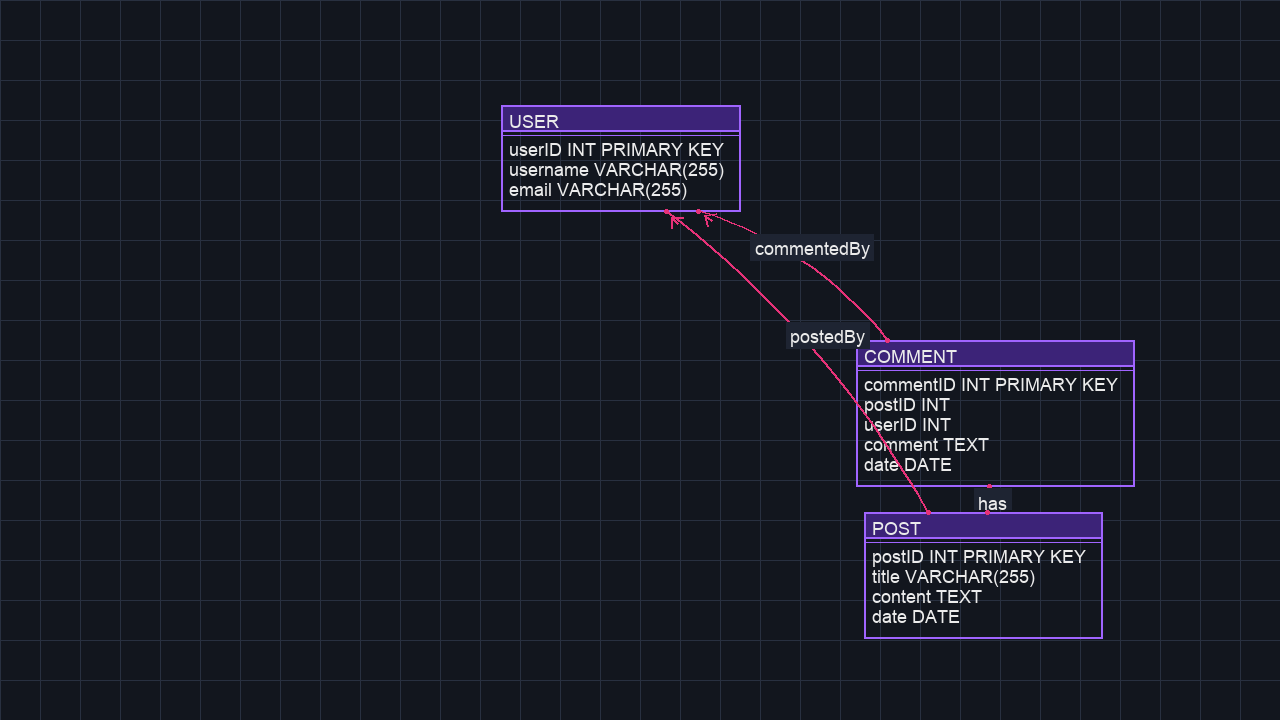 USER
userID INT PRIMARY KEY
username VARCHAR(255)
email VARCHAR(255)
commentedBy
postedBy
COMMENT
commentID INT PRIMARY KEY
postID INT
userID INT
comment TEXT
date DATE
has
POST
postID INT PRIMARY KEY
title VARCHAR(255)
content TEXT
date DATE